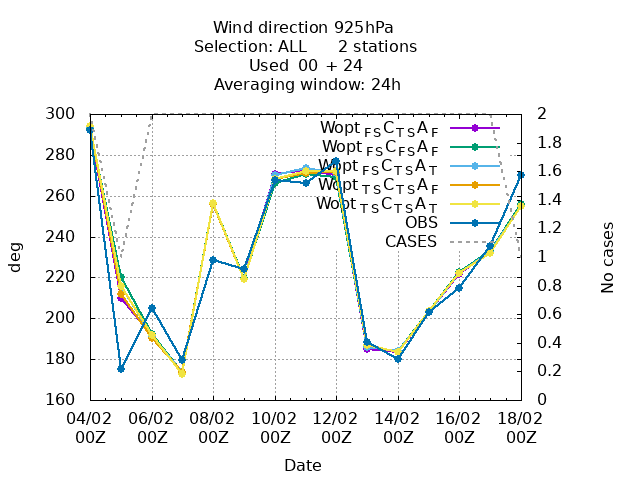 Wind direction 925hPa
Selection: ALL 2 stations
Used 00 + 24
Averaging window: 24h
300 2
Wopt FS C TS A F
1.8
Wopt FS C FS A F
280
1.6
Wopt FS C TS A T
Wopt TS C TS A F
260 1.4
Wopt TS C TS A T
OBS
1.2
240
CASES
deg
1
No cases
220 0.8
0.6
200
0.4
180
0.2
160 0
04/02 06/02 08/02 10/02 12/02 14/02 16/02 18/02
00Z 00Z 00Z 00Z 00Z 00Z 00Z 00Z
Date